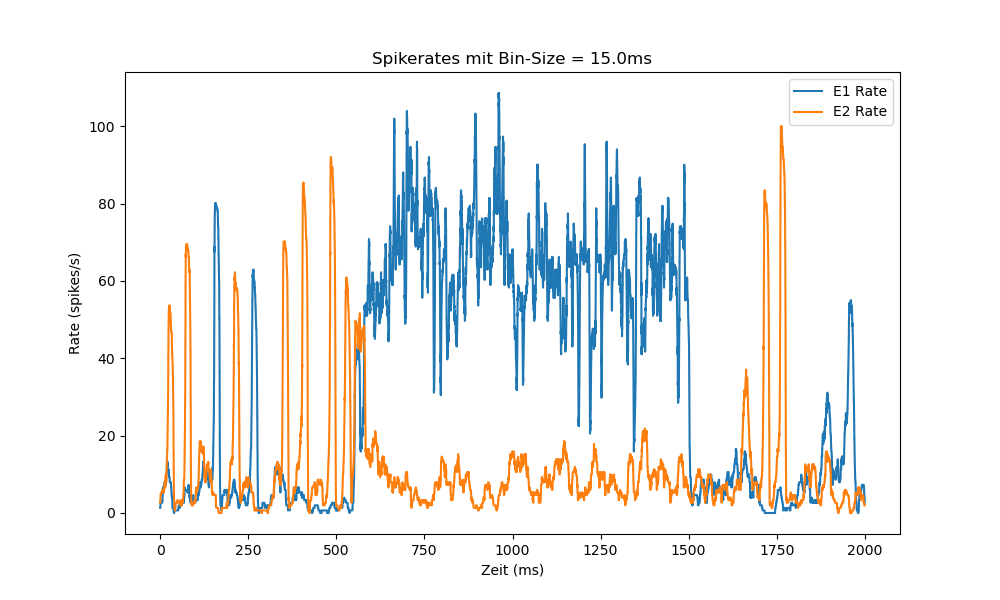 Spikerates mit Bin-Size = 15.0ms
E1 Rate
E2 Rate
Rate (spikes/s)
100
80
60
40
20
0
0 250 500 750 1000 1250 1500 1750 2000
Zeit (ms)